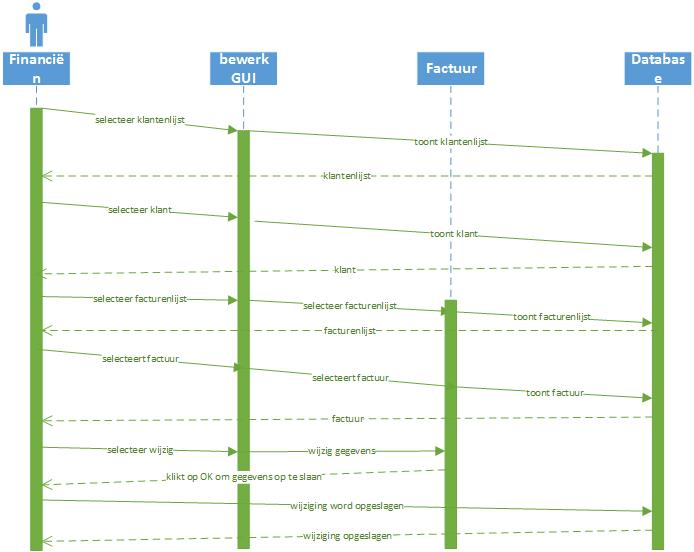 Financië
n
bewerk
GUI
Factuur
Databas
e
selecteer klantenlijst
toont klantenlijst
klantenlijst
selecteer klant
toont klant
klant
selecteer facturenlijst
selecteer facturenlijst
toont facturenlijst
facturenlijst
selecteert factuur
selecteert factuur
toont factuur
factuur
selecteer wijzig
wijzig gegevens
klikt op OK om gegevens op te slaan
wijziging word opgeslagen
wijziging opgeslagen